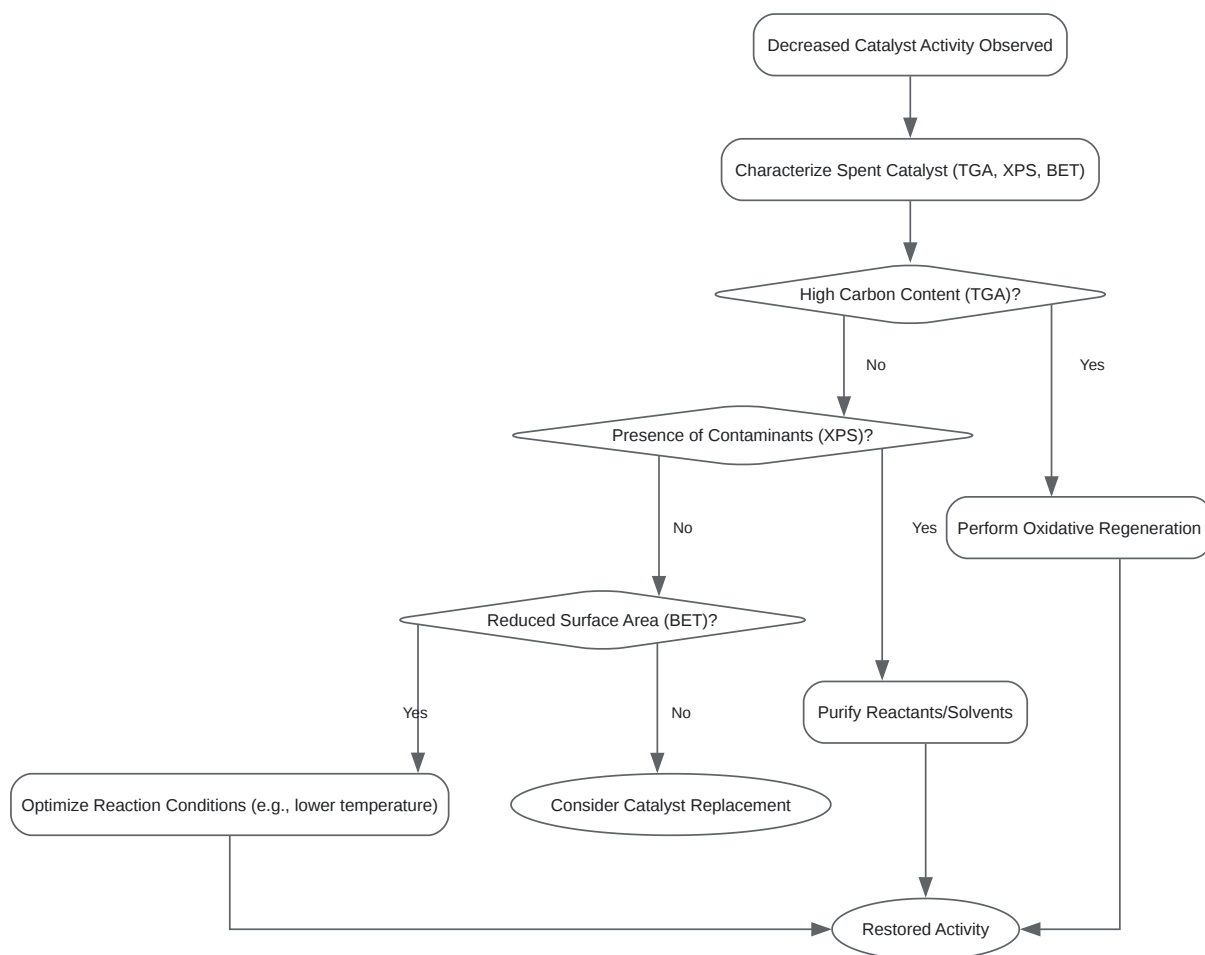 Decreased Catalyst Activity Observed
Characterize Spent Catalyst (TGA, XPS, BET)
High Carbon Content (TGA)?
No
Yes
Presence of Contaminants (XPS)?
No
Yes
Perform Oxidative Regeneration
Reduced Surface Area (BET)?
Yes
No
Purify Reactants/Solvents
Optimize Reaction Conditions (e.g., lower temperature)
Consider Catalyst Replacement
Restored Activity